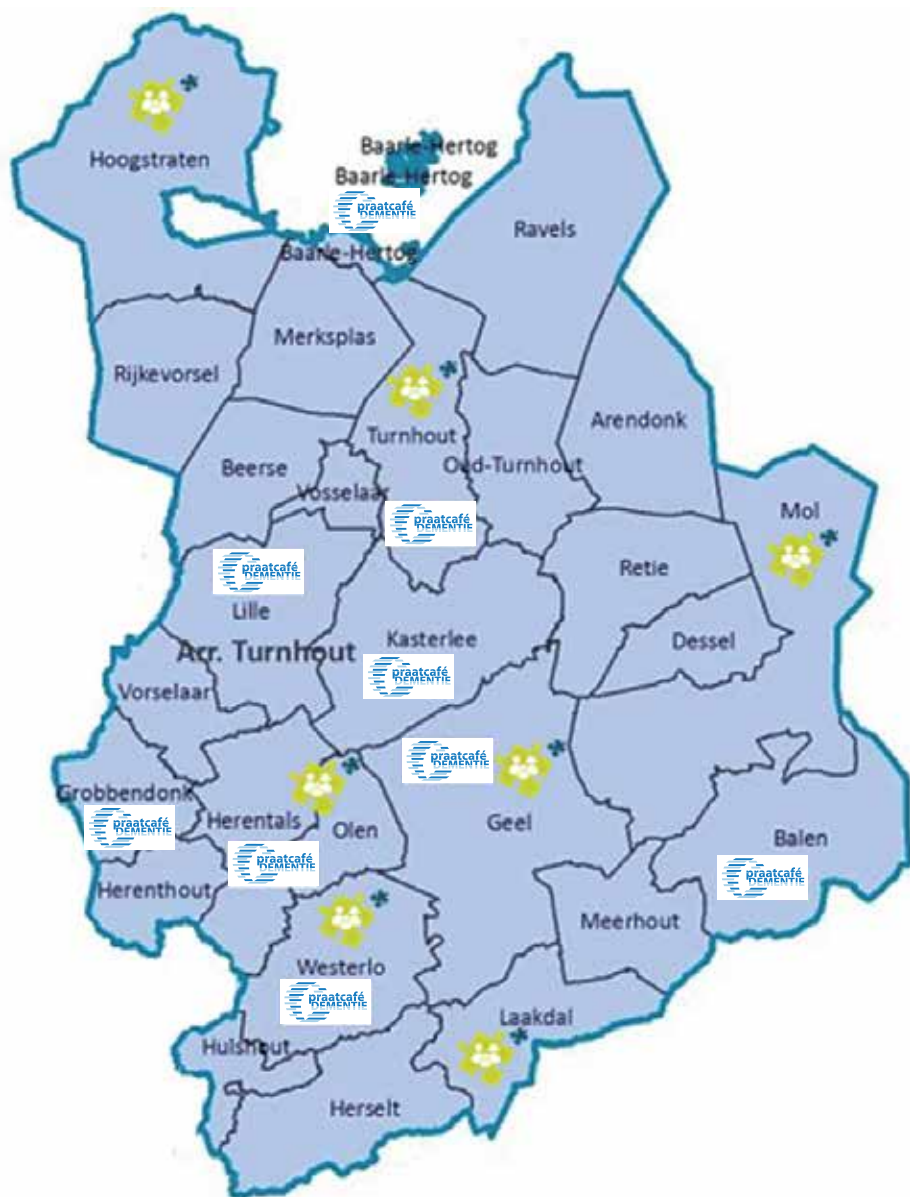 Hoogstraten
Baarle-Hertog
Baarle-Hertog
praatcafé
DEMENTIE
Baarle-Hertog
Ravels
Merksplas
Rijkevorsel
Arendonk
Turnhout
Beerse
Oud-Turnhout
Vosselaar
Mol
praatcafé
DEMENTIE
praatcafé
DEMENTIE
Retie
Lille
Kasterlee
Dessel
Arr. Turnhout
praatcafé
DEMENTIE
Vorselaar
praatcafé
DEMENTIE
Grobbendonk
Herentals
Olen
Geel
praatcafé
DEMENTIE
Balen
praatcafé
DEMENTIE
praatcafé
DEMENTIE
Herenthout
Meerhout
Westerlo
praatcafé
DEMENTIE
Laakdal
Hulshout
Herselt